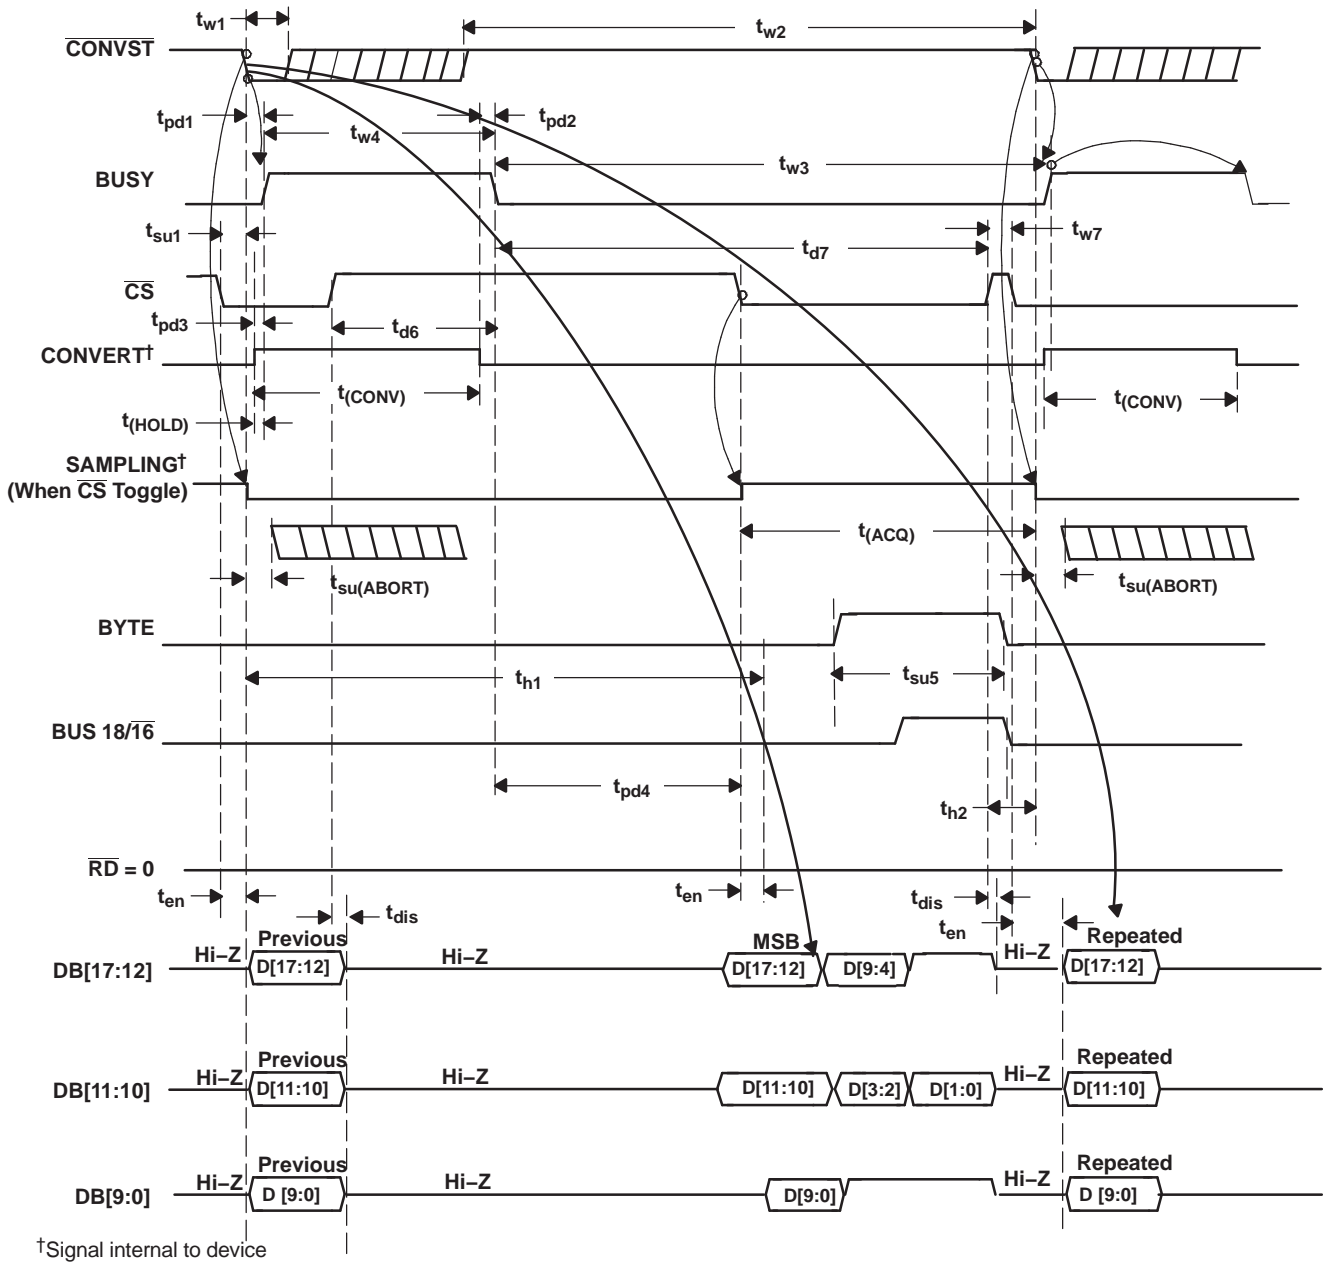 tw1
tw2
CONVST
tpd1
tw4
tpd2
tw3
BUSY
tsu1
tw7
td7
CS
tpd3
td6
CONVERT†
t(CONV)
t(CONV)
t(HOLD)
SAMPLING†
(When CS Toggle)
t(ACQ)
tsu(ABORT)
tsu(ABORT)
BYTE
th1
tsu5
BUS 18/16
tpd4
th2
RD = 0
ten
ten
tdis
tdis
ten
Previous
MSB
Repeated
DB[17:12]
Hi–Z
D[17:12]
Hi–Z
D[17:12]
D[9:4]
Hi–Z
D[17:12]
Previous
Repeated
DB[11:10]
Hi–Z
D[11:10]
Hi–Z
D[11:10]
D[3:2]
D[1:0]
Hi–Z
D[11:10]
Previous
Repeated
DB[9:0]
Hi–Z
D [9:0]
Hi–Z
D[9:0]
Hi–Z
D [9:0]
†Signal internal to device